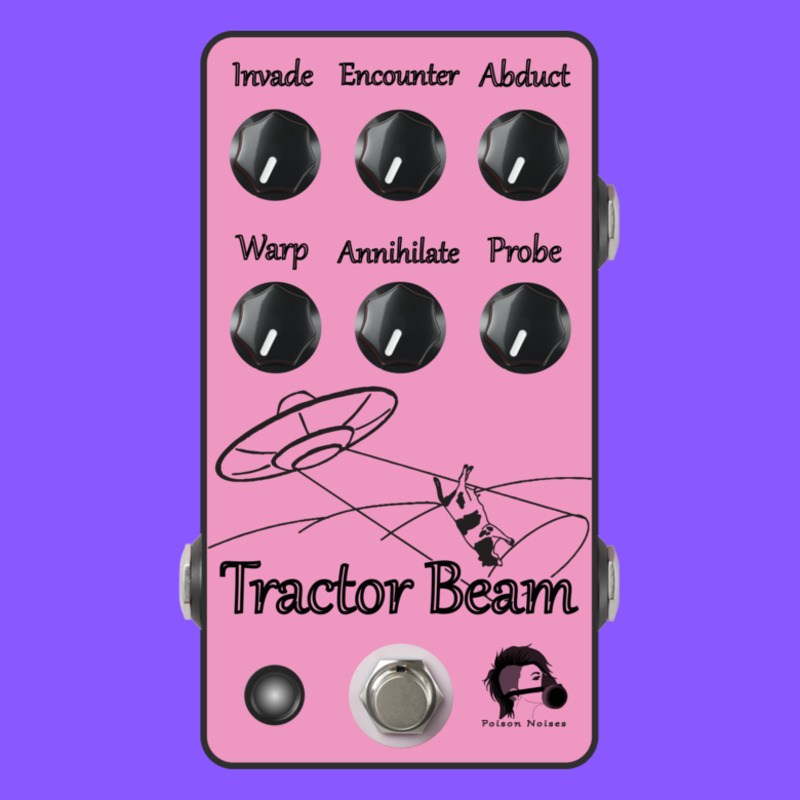 Invade Encounter Abduct
Warp Annihilate Probe
Tractor Beam
Poison Noises